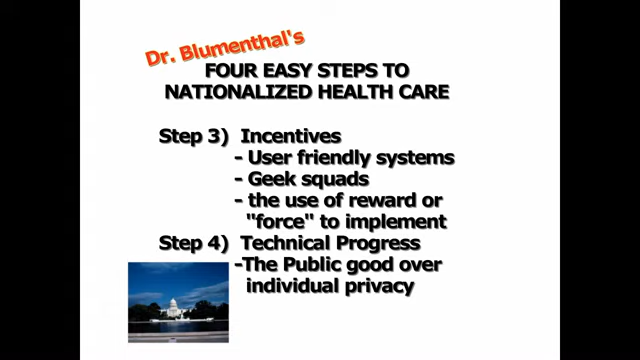 Dr. Blumenthal's
FOUR EASY STEPS TO
NATIONALIZED HEALTH CARE
Step 3) Incentives
- User friendly systems
- Geek squads
- the use of reward or
"force" to implement
Step 4) Technical Progress
-The Public good over
individual privacy